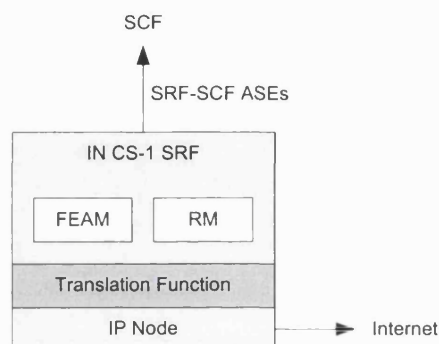 SCF
SRF-SCF ASEs
IN CS-1 SRF
FEAM RM
Translation Function
IP Node Internet